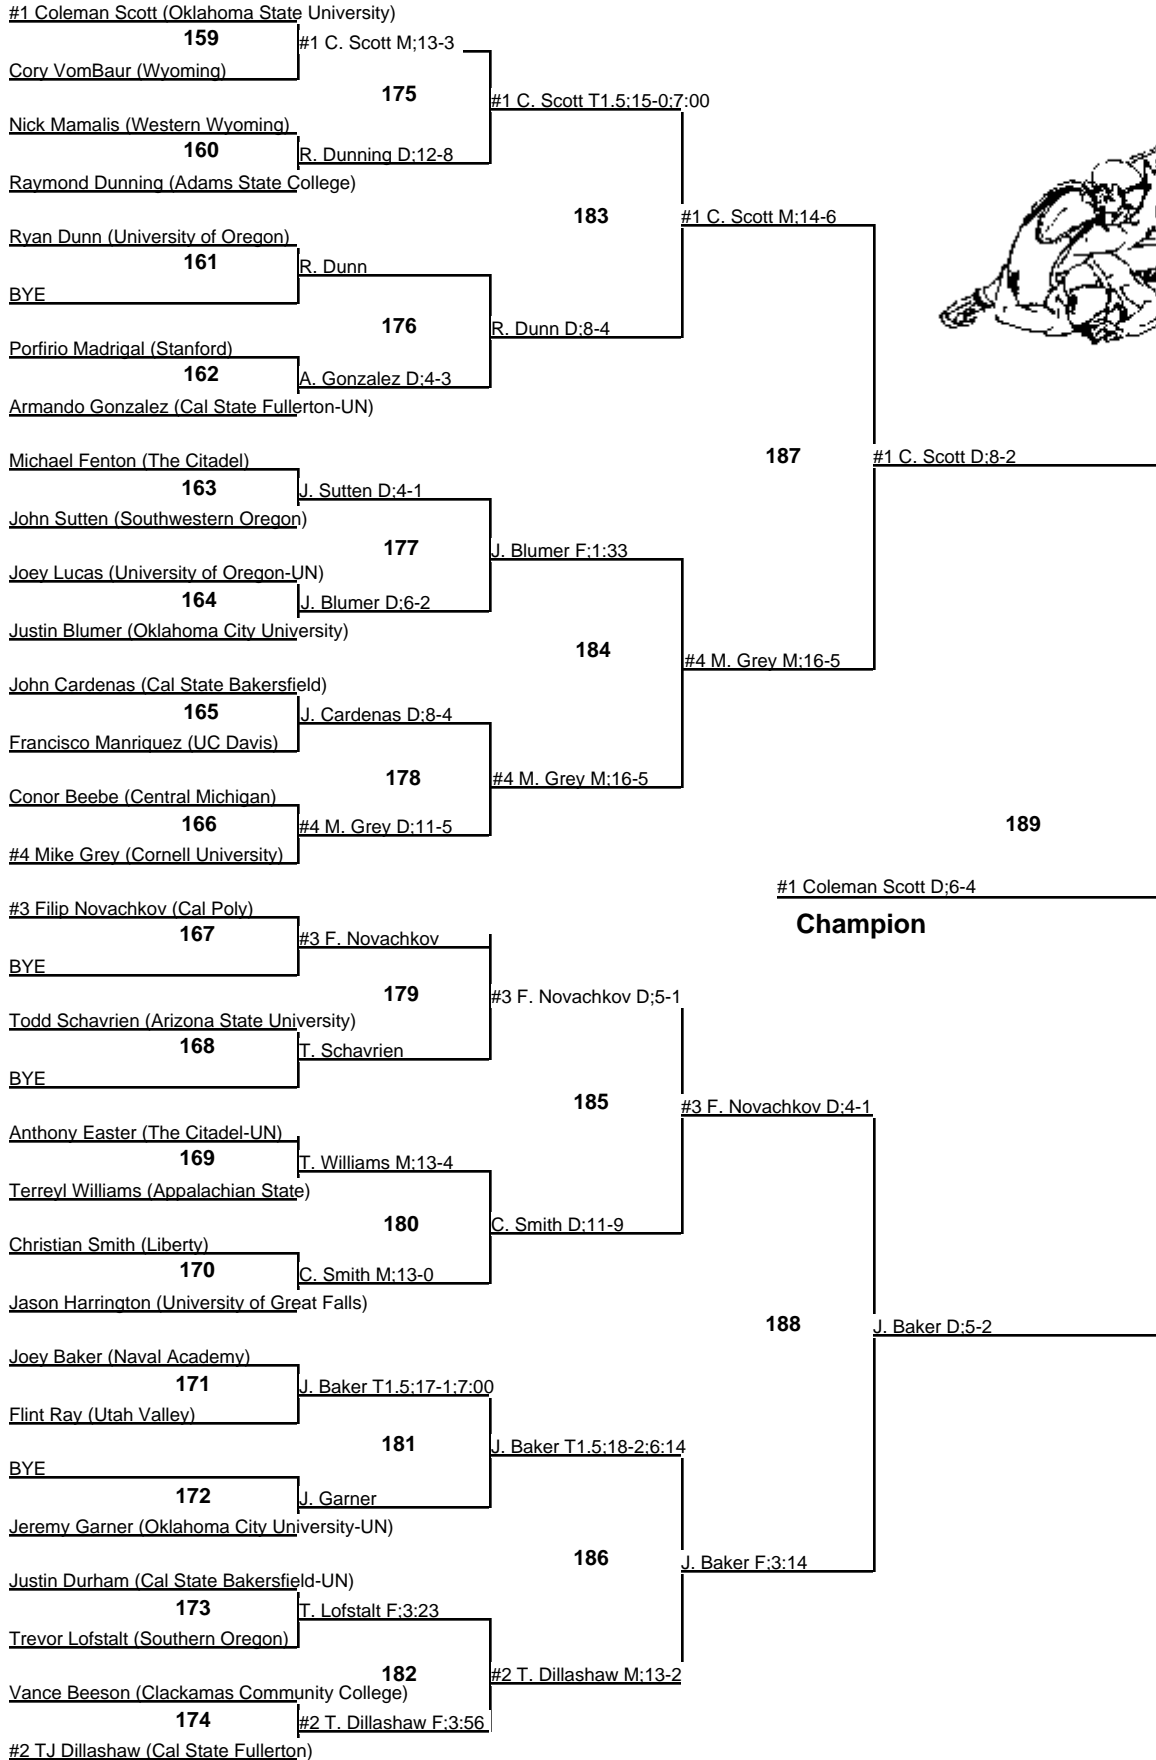 #1 Coleman Scott (Oklahoma State University)
159
#1 C. Scott M;13-3
Cory VomBaur (Wyoming)
175
#1 C. Scott T1.5;15-0;7:00
Nick Mamalis (Western Wyoming)
160
R. Dunning D;12-8
Raymond Dunning (Adams State College)
183
#1 C. Scott M;14-6
Ryan Dunn (University of Oregon)
161
R. Dunn
BYE
176
R. Dunn D;8-4
Porfirio Madrigal (Stanford)
162
A. Gonzalez D;4-3
Armando Gonzalez (Cal State Fullerton-UN)
187
#1 C. Scott D;8-2
Michael Fenton (The Citadel)
163
J. Sutten D;4-1
John Sutten (Southwestern Oregon)
177
J. Blumer F;1:33
Joey Lucas (University of Oregon-UN)
164
J. Blumer D;6-2
Justin Blumer (Oklahoma City University)
184
#4 M. Grey M;16-5
John Cardenas (Cal State Bakersfield)
165
J. Cardenas D;8-4
Francisco Manriquez (UC Davis)
178
#4 M. Grey M;16-5
Conor Beebe (Central Michigan)
166
#4 M. Grey D;11-5
#4 Mike Grey (Cornell University)
189
#1 Coleman Scott D;6-4
Champion
#3 Filip Novachkov (Cal Poly)
167
#3 F. Novachkov
BYE
179
#3 F. Novachkov D;5-1
Todd Schavrien (Arizona State University)
168
T. Schavrien
BYE
185
#3 F. Novachkov D;4-1
Anthony Easter (The Citadel-UN)
169
T. Williams M;13-4
Terreyl Williams (Appalachian State)
180
C. Smith D;11-9
Christian Smith (Liberty)
170
C. Smith M;13-0
Jason Harrington (University of Great Falls)
188
J. Baker D;5-2
Joey Baker (Naval Academy)
171
J. Baker T1.5;17-1;7:00
Flint Ray (Utah Valley)
181
J. Baker T1.5;18-2;6:14
BYE
172
J. Garner
Jeremy Garner (Oklahoma City University-UN)
186
J. Baker F;3:14
Justin Durham (Cal State Bakersfield-UN)
173
T. Lofstalt F;3:23
Trevor Lofstalt (Southern Oregon)
182
#2 T. Dillashaw M;13-2
Vance Beeson (Clackamas Community College)
174
#2 T. Dillashaw F;3:56
#2 TJ Dillashaw (Cal State Fullerton)